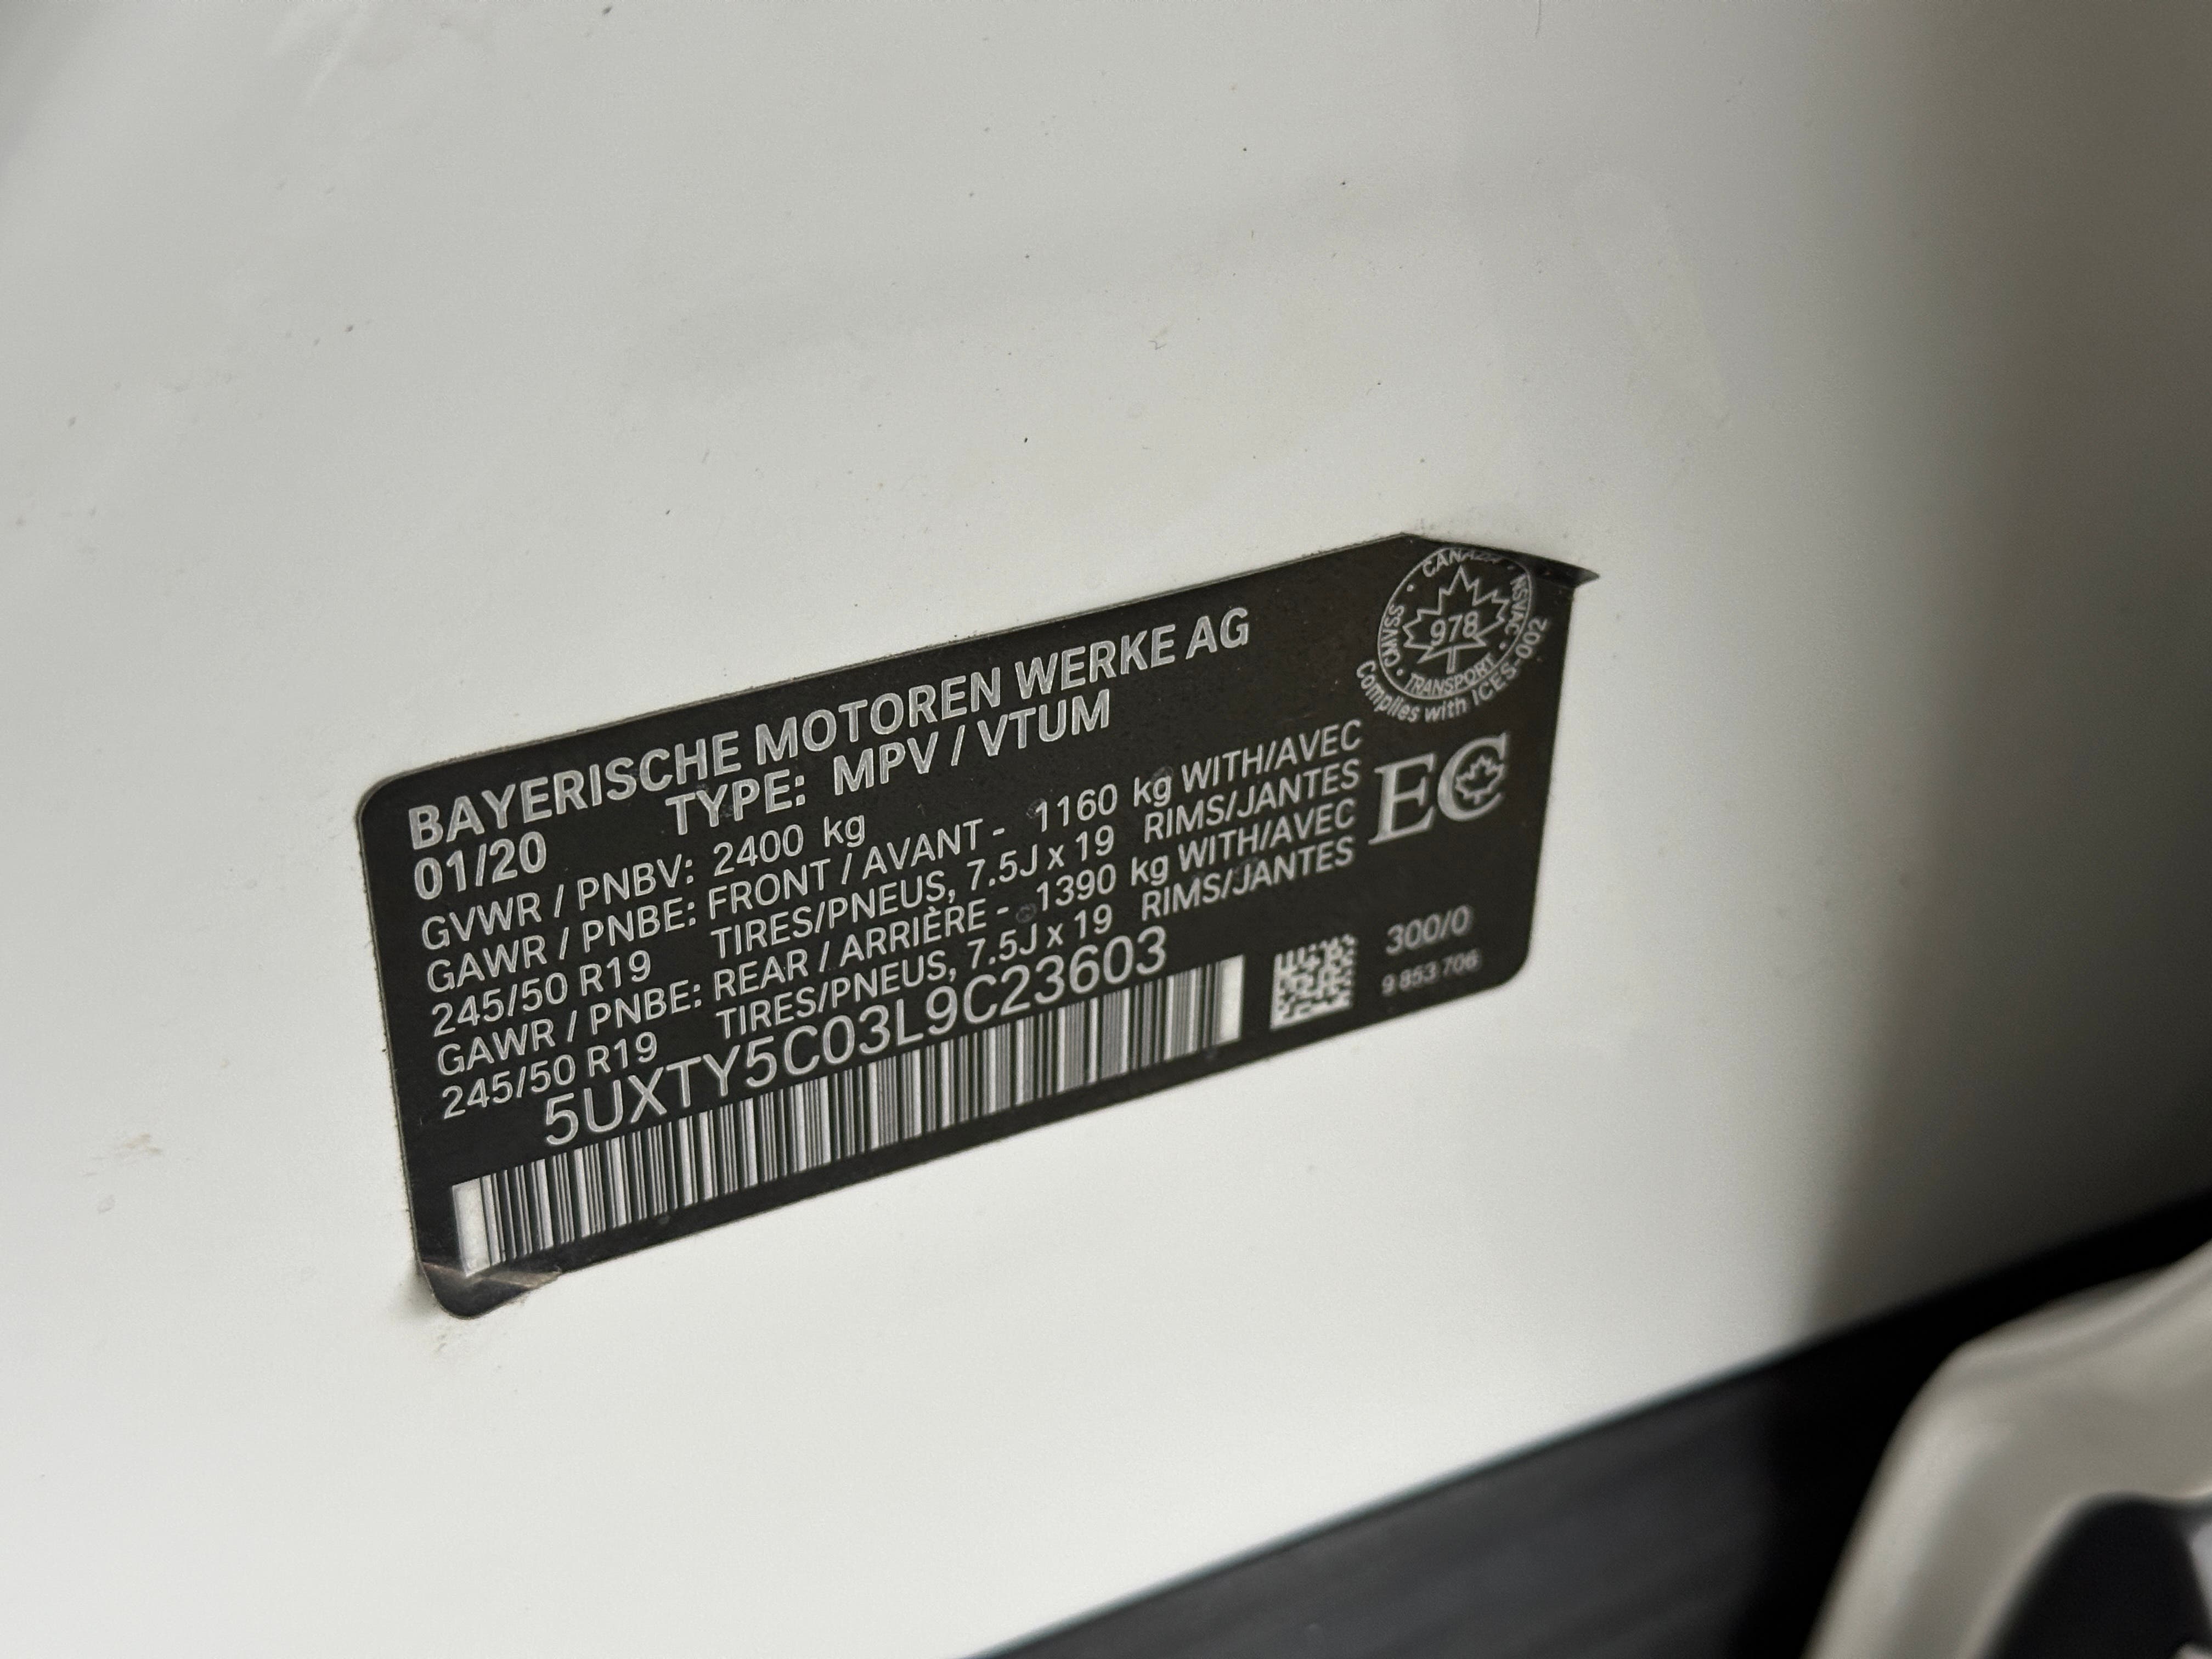 BAYERISCHE MOTOREN WERKE AG
01/20 TYPE: MPV / VTUM
GVWR / PNBV: 2400 kg
GAWR / PNBE: FRONT / AVANT - 1160 kg WITH/AVEC
245/50 R19 TIRES/PNEUS, 7.5J x 19 RIMS/JANTES
GAWR / PNBE: REAR / ARRIÈRE - 1390 kg WITH/AVEC
245/50 R19 TIRES/PNEUS, 7.5J x 19 RIMS/JANTES
5UXTY5C03L9C23603
CANADA · NSVAC · TRANSPORT · CMVSS ·
978
Complies with ICES-002
EC
300/0
9 853 706